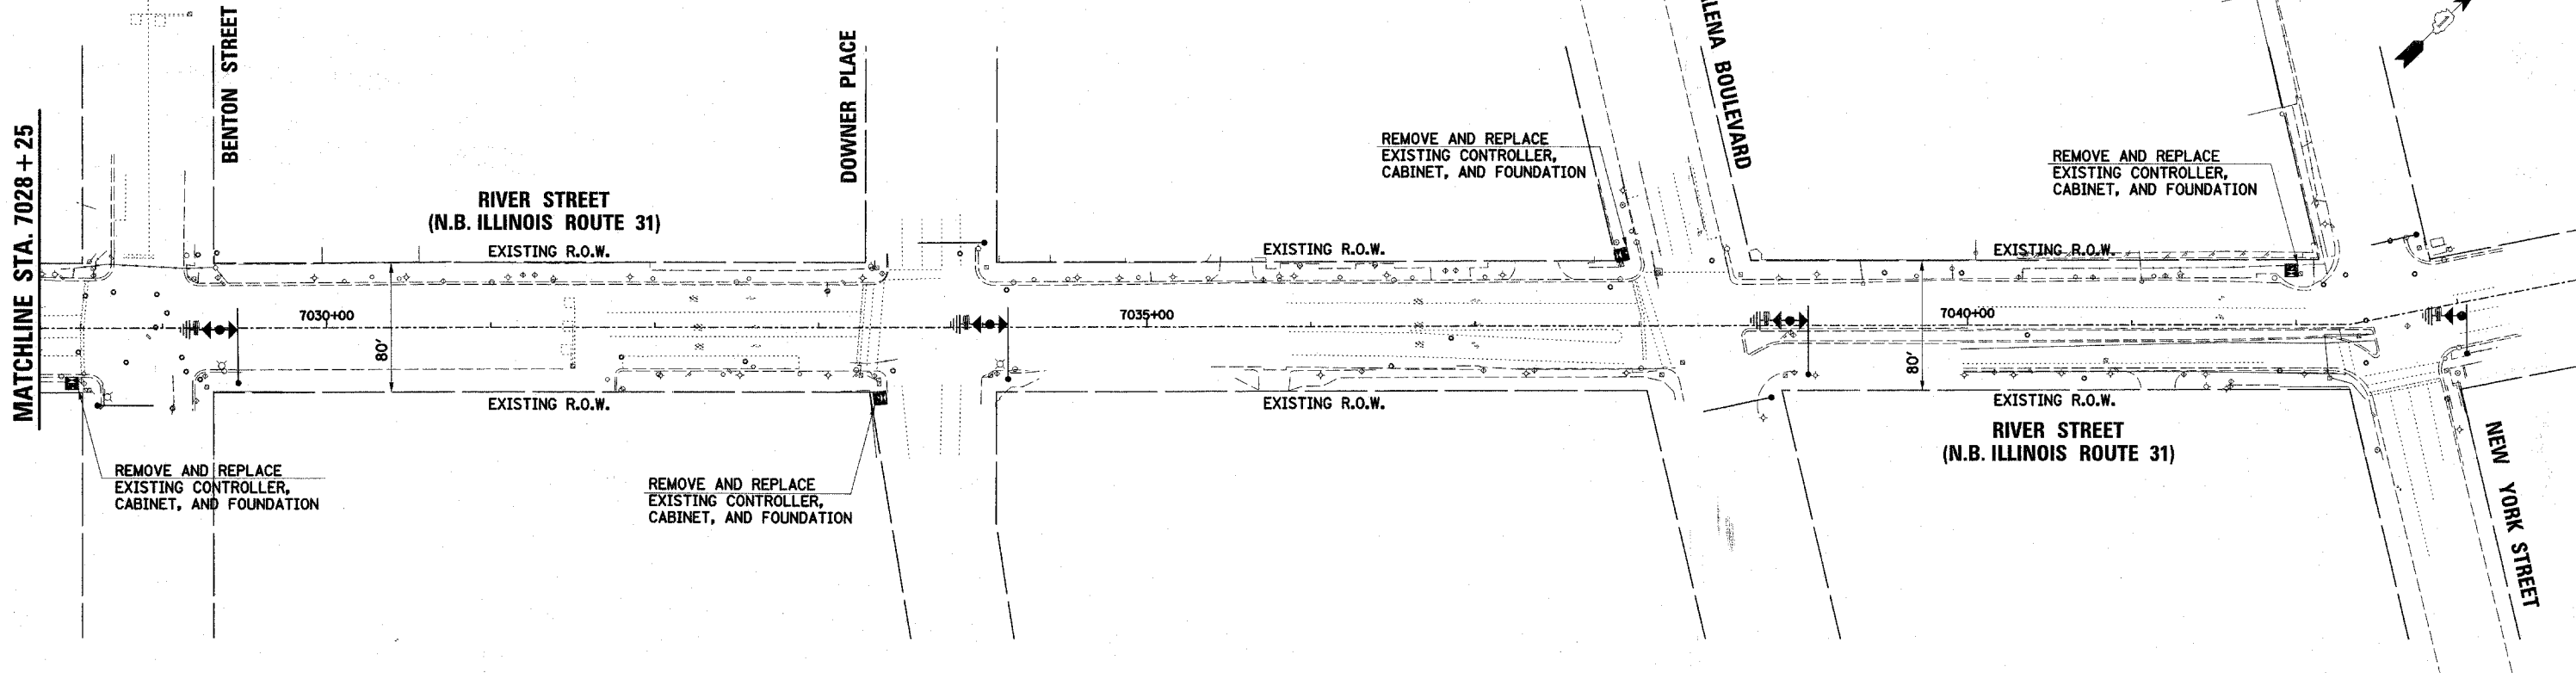 MATCHLINE STA. 7028 + 25
BENTON STREET
RIVER STREET
(N.B. ILLINOIS ROUTE 31)
EXISTING R.O.W.
7030+00
80'
EXISTING R.O.W.
REMOVE AND REPLACE
EXISTING CONTROLLER,
CABINET, AND FOUNDATION
DOWNER PLACE
REMOVE AND REPLACE
EXISTING CONTROLLER,
CABINET, AND FOUNDATION
EXISTING R.O.W.
7035+00
EXISTING R.O.W.
REMOVE AND REPLACE
EXISTING CONTROLLER,
CABINET, AND FOUNDATION
LENA BOULEVARD
REMOVE AND REPLACE
EXISTING CONTROLLER,
CABINET, AND FOUNDATION
EXISTING R.O.W.
7040+00
80'
EXISTING R.O.W.
RIVER STREET
(N.B. ILLINOIS ROUTE 31)
NEW YORK STREET